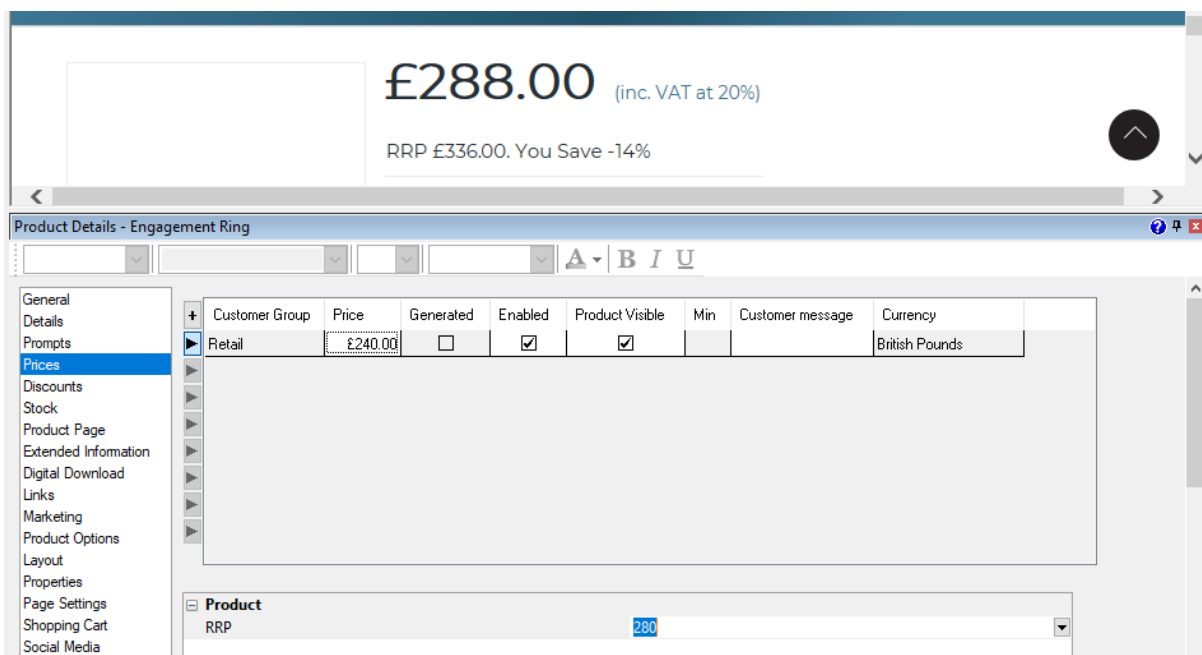 £288.00 (inc. VAT at 20%)
RRP £336.00. You Save -14%
Product Details - Engagement Ring
A B I U
General
Details
Prompts
Prices
Discounts
Stock
Product Page
Extended Information
Digital Download
Links
Marketing
Product Options
Layout
Properties
Page Settings
Shopping Cart
Social Media
+ Customer Group Price Generated Enabled Product Visible Min Customer message Currency
Retail £240.00 British Pounds
Product
RRP 280